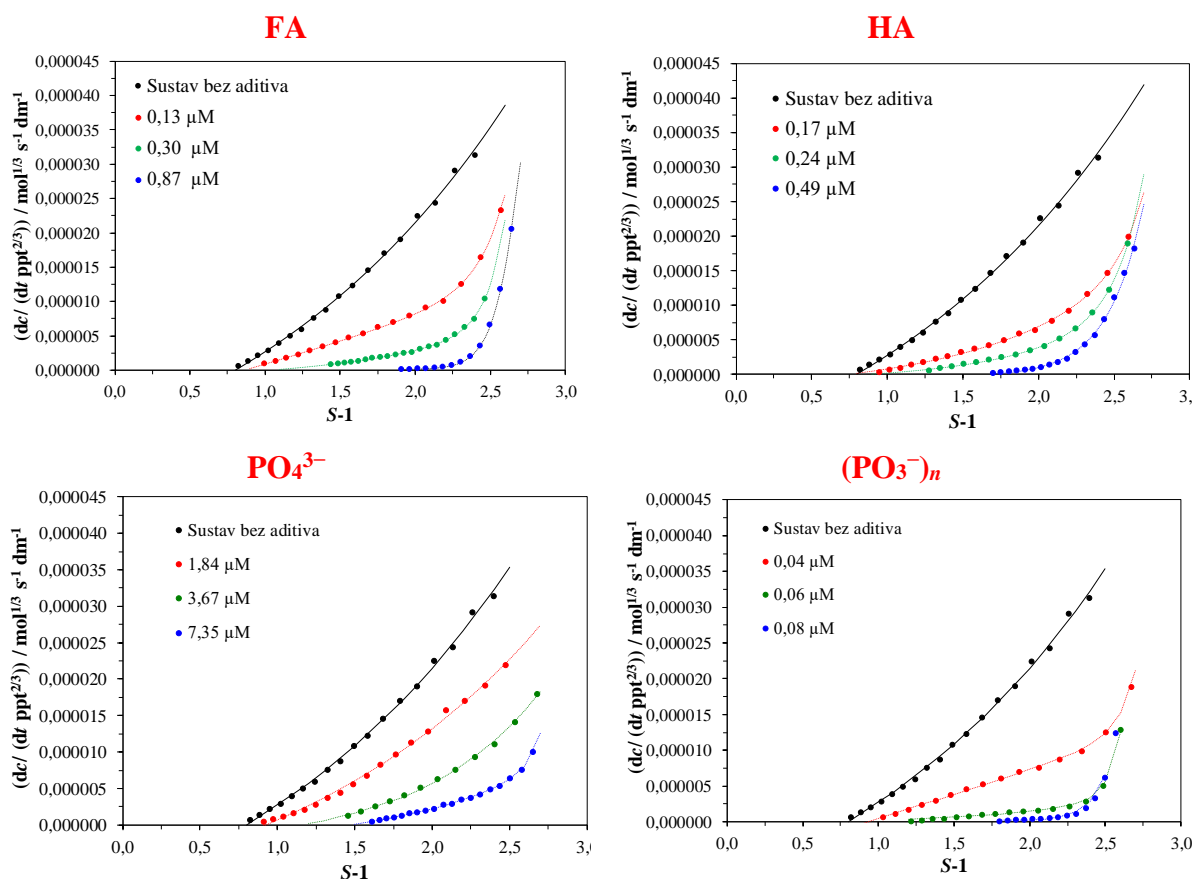 FA
(dc/ (dt ppt^2/3)) / mol^1/3 s^-1 dm^-1
0,000045
0,000040
0,000035
0,000030
0,000025
0,000020
0,000015
0,000010
0,000005
0,000000
Sustav bez aditiva
0,13 µM
0,30 µM
0,87 µM
0,0 0,5 1,0 1,5 2,0 2,5 3,0
S-1
HA
(dc/ (dt ppt^2/3)) / mol^1/3 s^-1 dm^-1
0,000045
0,000040
0,000035
0,000030
0,000025
0,000020
0,000015
0,000010
0,000005
0,000000
Sustav bez aditiva
0,17 µM
0,24 µM
0,49 µM
0,0 0,5 1,0 1,5 2,0 2,5 3,
S-1
PO₄³⁻
(dc/ (dt ppt^2/3)) / mol^1/3 s^-1 dm^-1
0,000045
0,000040
0,000035
0,000030
0,000025
0,000020
0,000015
0,000010
0,000005
0,000000
Sustav bez aditiva
1,84 µM
3,67 µM
7,35 µM
0,0 0,5 1,0 1,5 2,0 2,5 3,
S-1
(PO₃⁻)ₙ
(dc/ (dt ppt^2/3)) / mol^1/3 s^-1 dm^-1
0,000045
0,000040
0,000035
0,000030
0,000025
0,000020
0,000015
0,000010
0,000005
0,000000
Sustav bez aditiva
0,04 µM
0,06 µM
0,08 µM
0,0 0,5 1,0 1,5 2,0 2,5 3,0
S-1